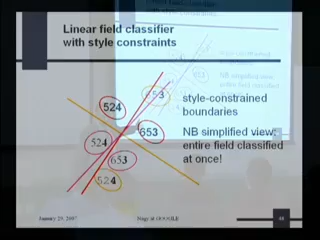 Linear field classifier
with style constraints
524
653
653
524
653
524
style-constrained
boundaries
NB simplified view:
entire field classified
at once!
January 29, 2007